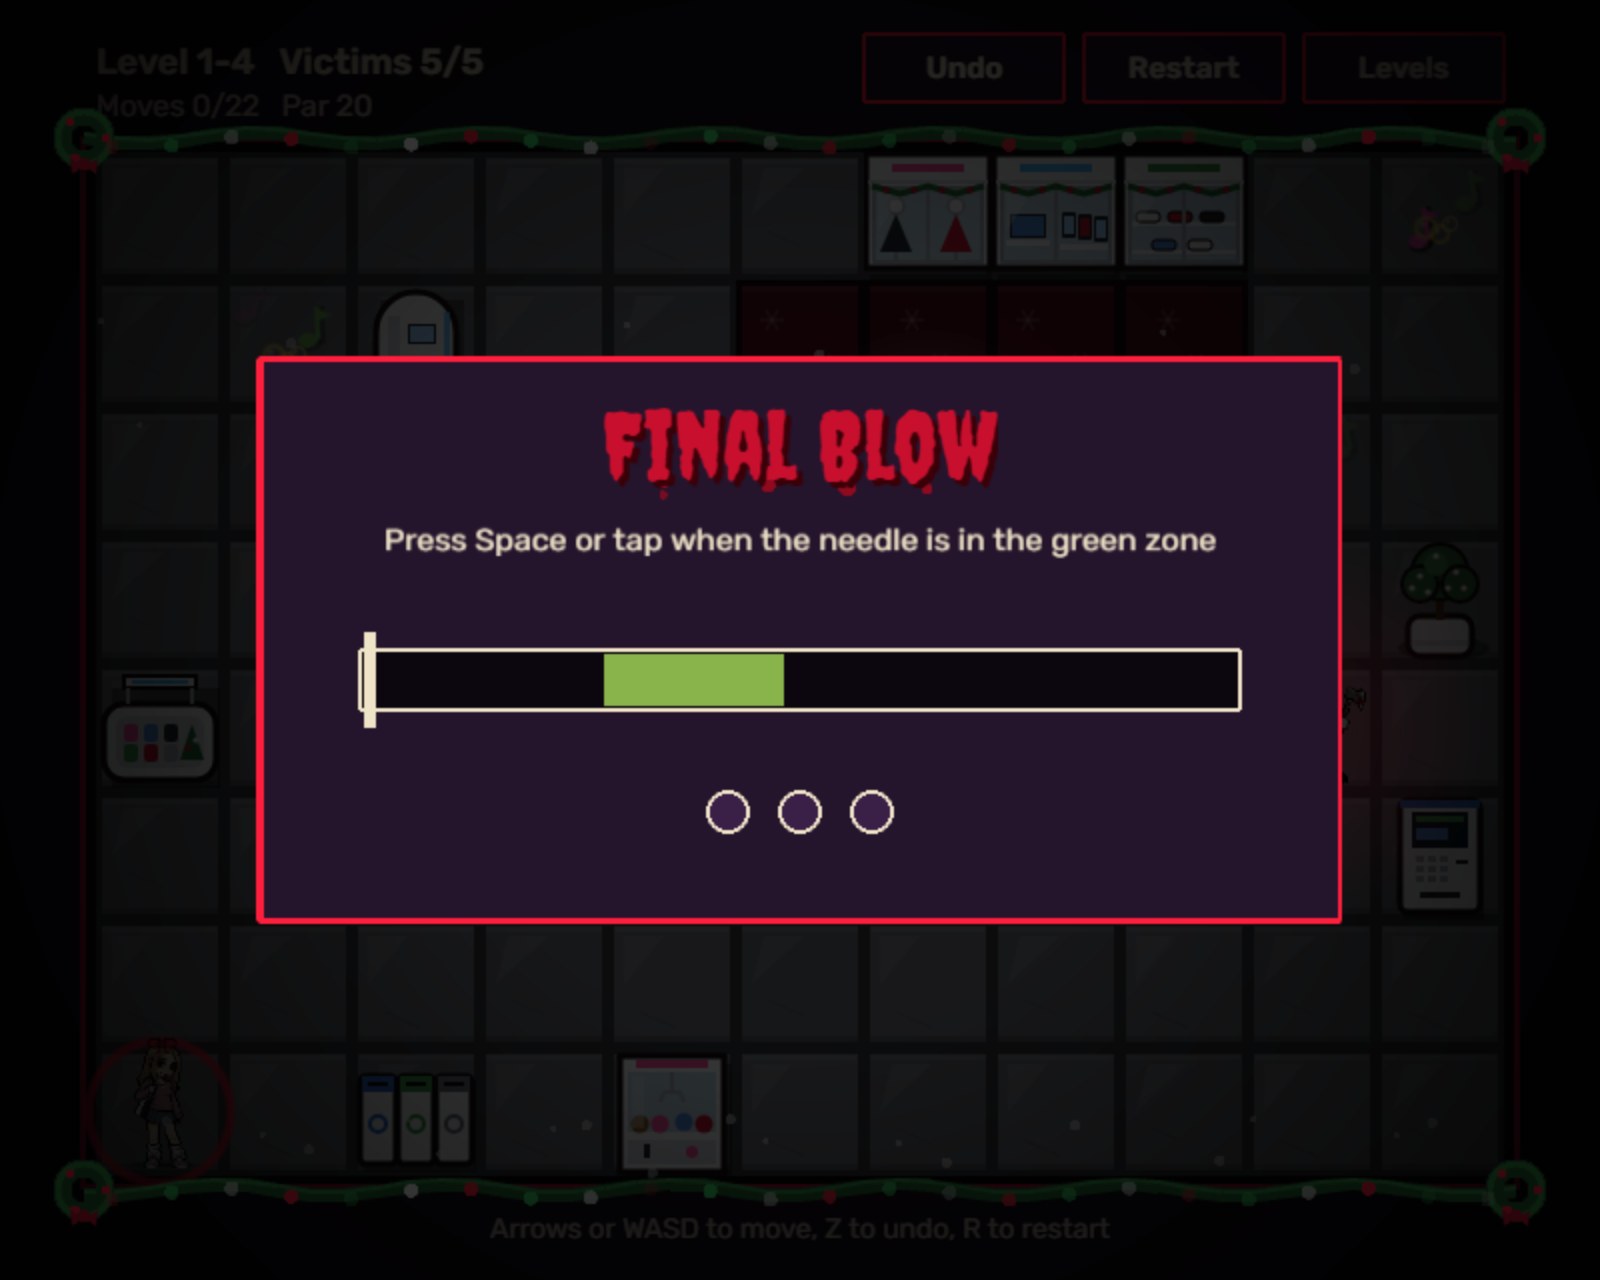 Level 1-4 Victims 5/5
Moves 0/22 Par 20
Undo
Restart
Levels
FINAL BLOW
Press Space or tap when the needle is in the green zone
Arrows or WASD to move, Z to undo, R to restart